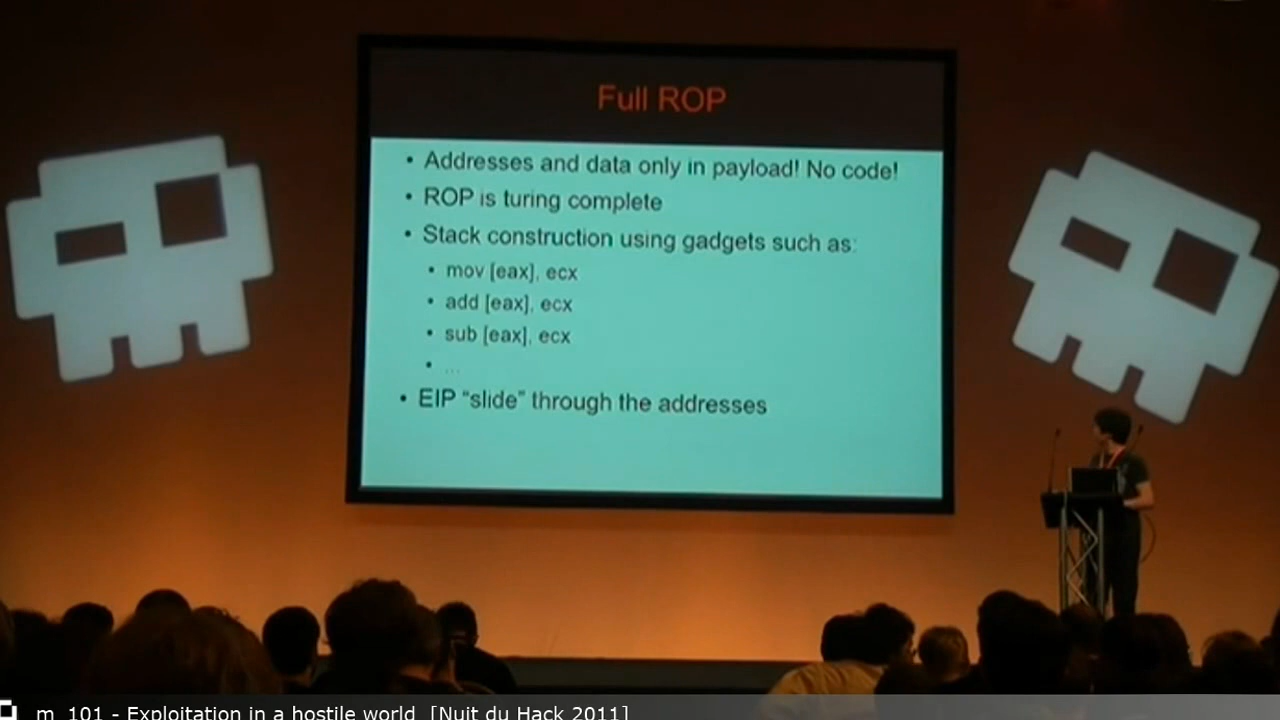 Full ROP
• Addresses and data only in payload! No code!
• ROP is turing complete
• Stack construction using gadgets such as:
• mov [eax], ecx
• add [eax], ecx
• sub [eax], ecx
• ...
• EIP “slide” through the addresses
m_101 - Exploitation in a hostile world [Nuit du Hack 2011]